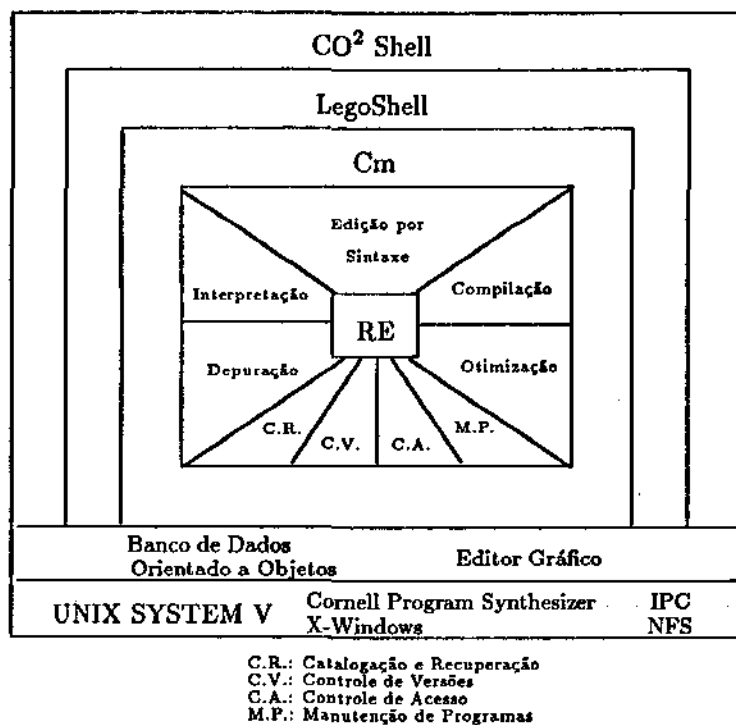 CO² Shell
LegoShell
Cm
Edição por
Sintaxe
Interpretação
Compilação
RE
Depuração
Otimização
C.R.
C.V.
C.A.
M.P.
Banco de Dados
Orientado a Objetos
Editor Gráfico
UNIX SYSTEM V
Cornell Program Synthesizer
IPC
X-Windows
NFS
C.R.: Catalogação e Recuperação
C.V.: Controle de Versões
C.A.: Controle de Acesso
M.P.: Manutenção de Programas